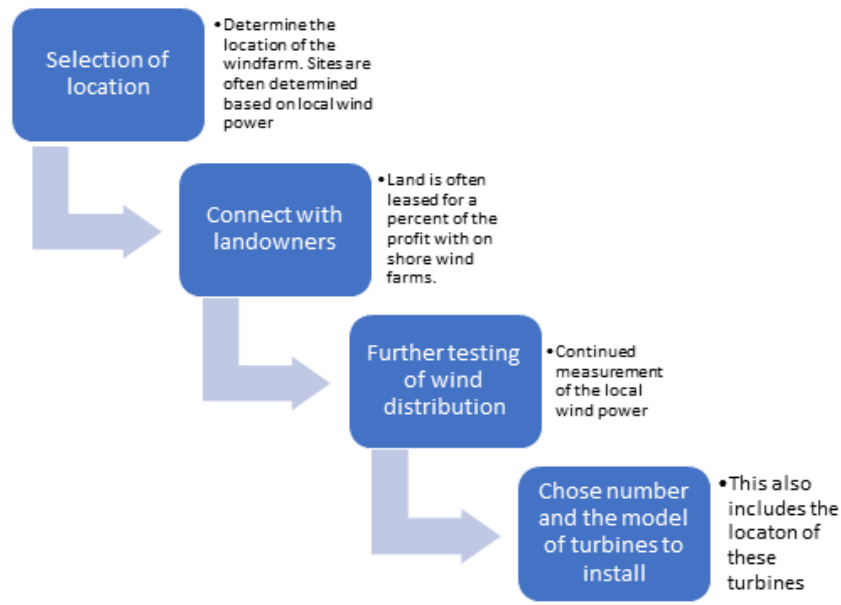 Selection of
location
•Determine the
location of the
windfarm. Sites are
often determined
based on local wind
power
Connect with
landowners
•Land is often
leased for a
percent of the
profit with on
shore wind
farms.
Further testing
of wind
distribution
•Continued
measurement
of the local
wind power
Chose number
and the model
of turbines to
install
•This also
includes the
locaton of
these
turbines